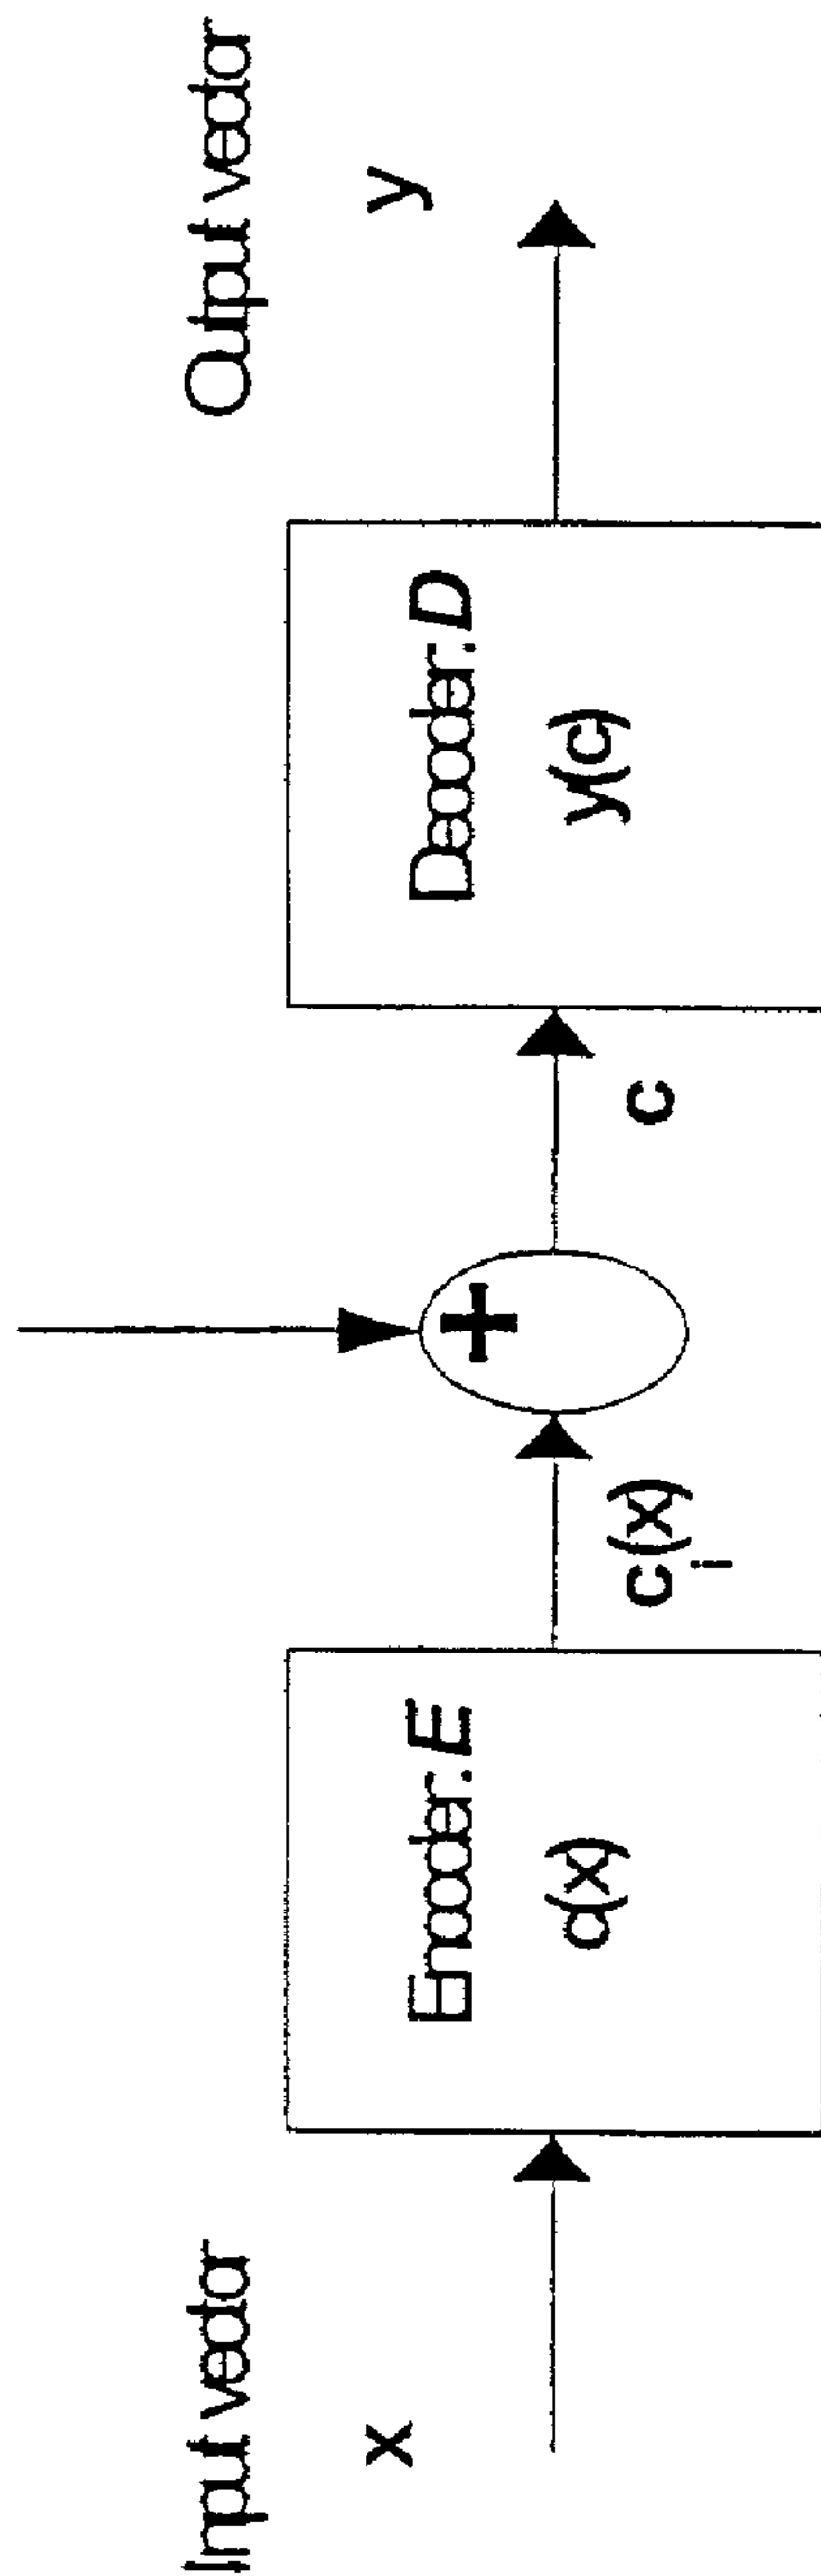 Input vector
x
Encoder: E
c(x)
c (x)
i
+
c
Decoder: D
y(c)
Output vector
y